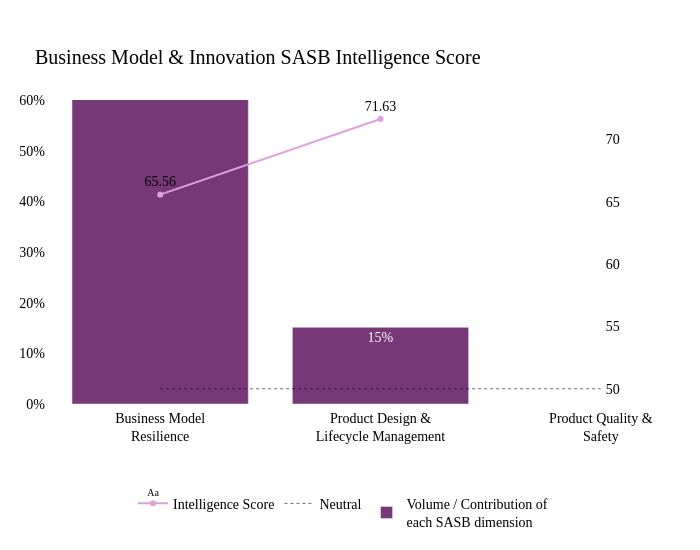 Business Model & Innovation SASB Intelligence Score
60%
50%
40%
30%
20%
10%
0%
65.56
71.63
15%
70
65
60
55
50
Business Model
Resilience
Product Design &
Lifecycle Management
Product Quality &
Safety
Aa
Intelligence Score
Neutral
Volume / Contribution of
each SASB dimension